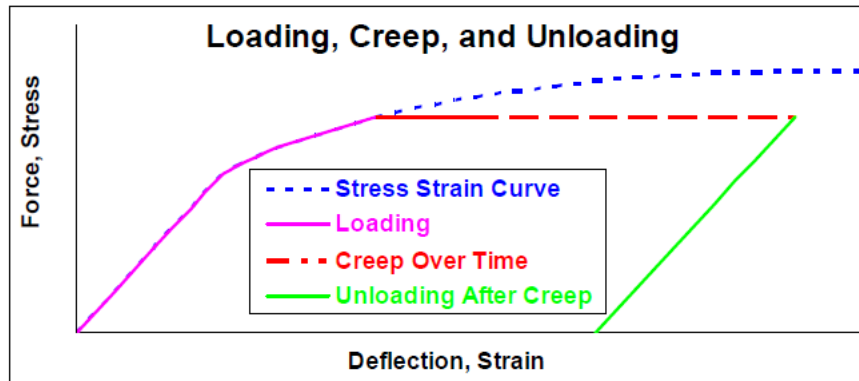 Loading, Creep, and Unloading
Force, Stress
Stress Strain Curve
Loading
Creep Over Time
Unloading After Creep
Deflection, Strain